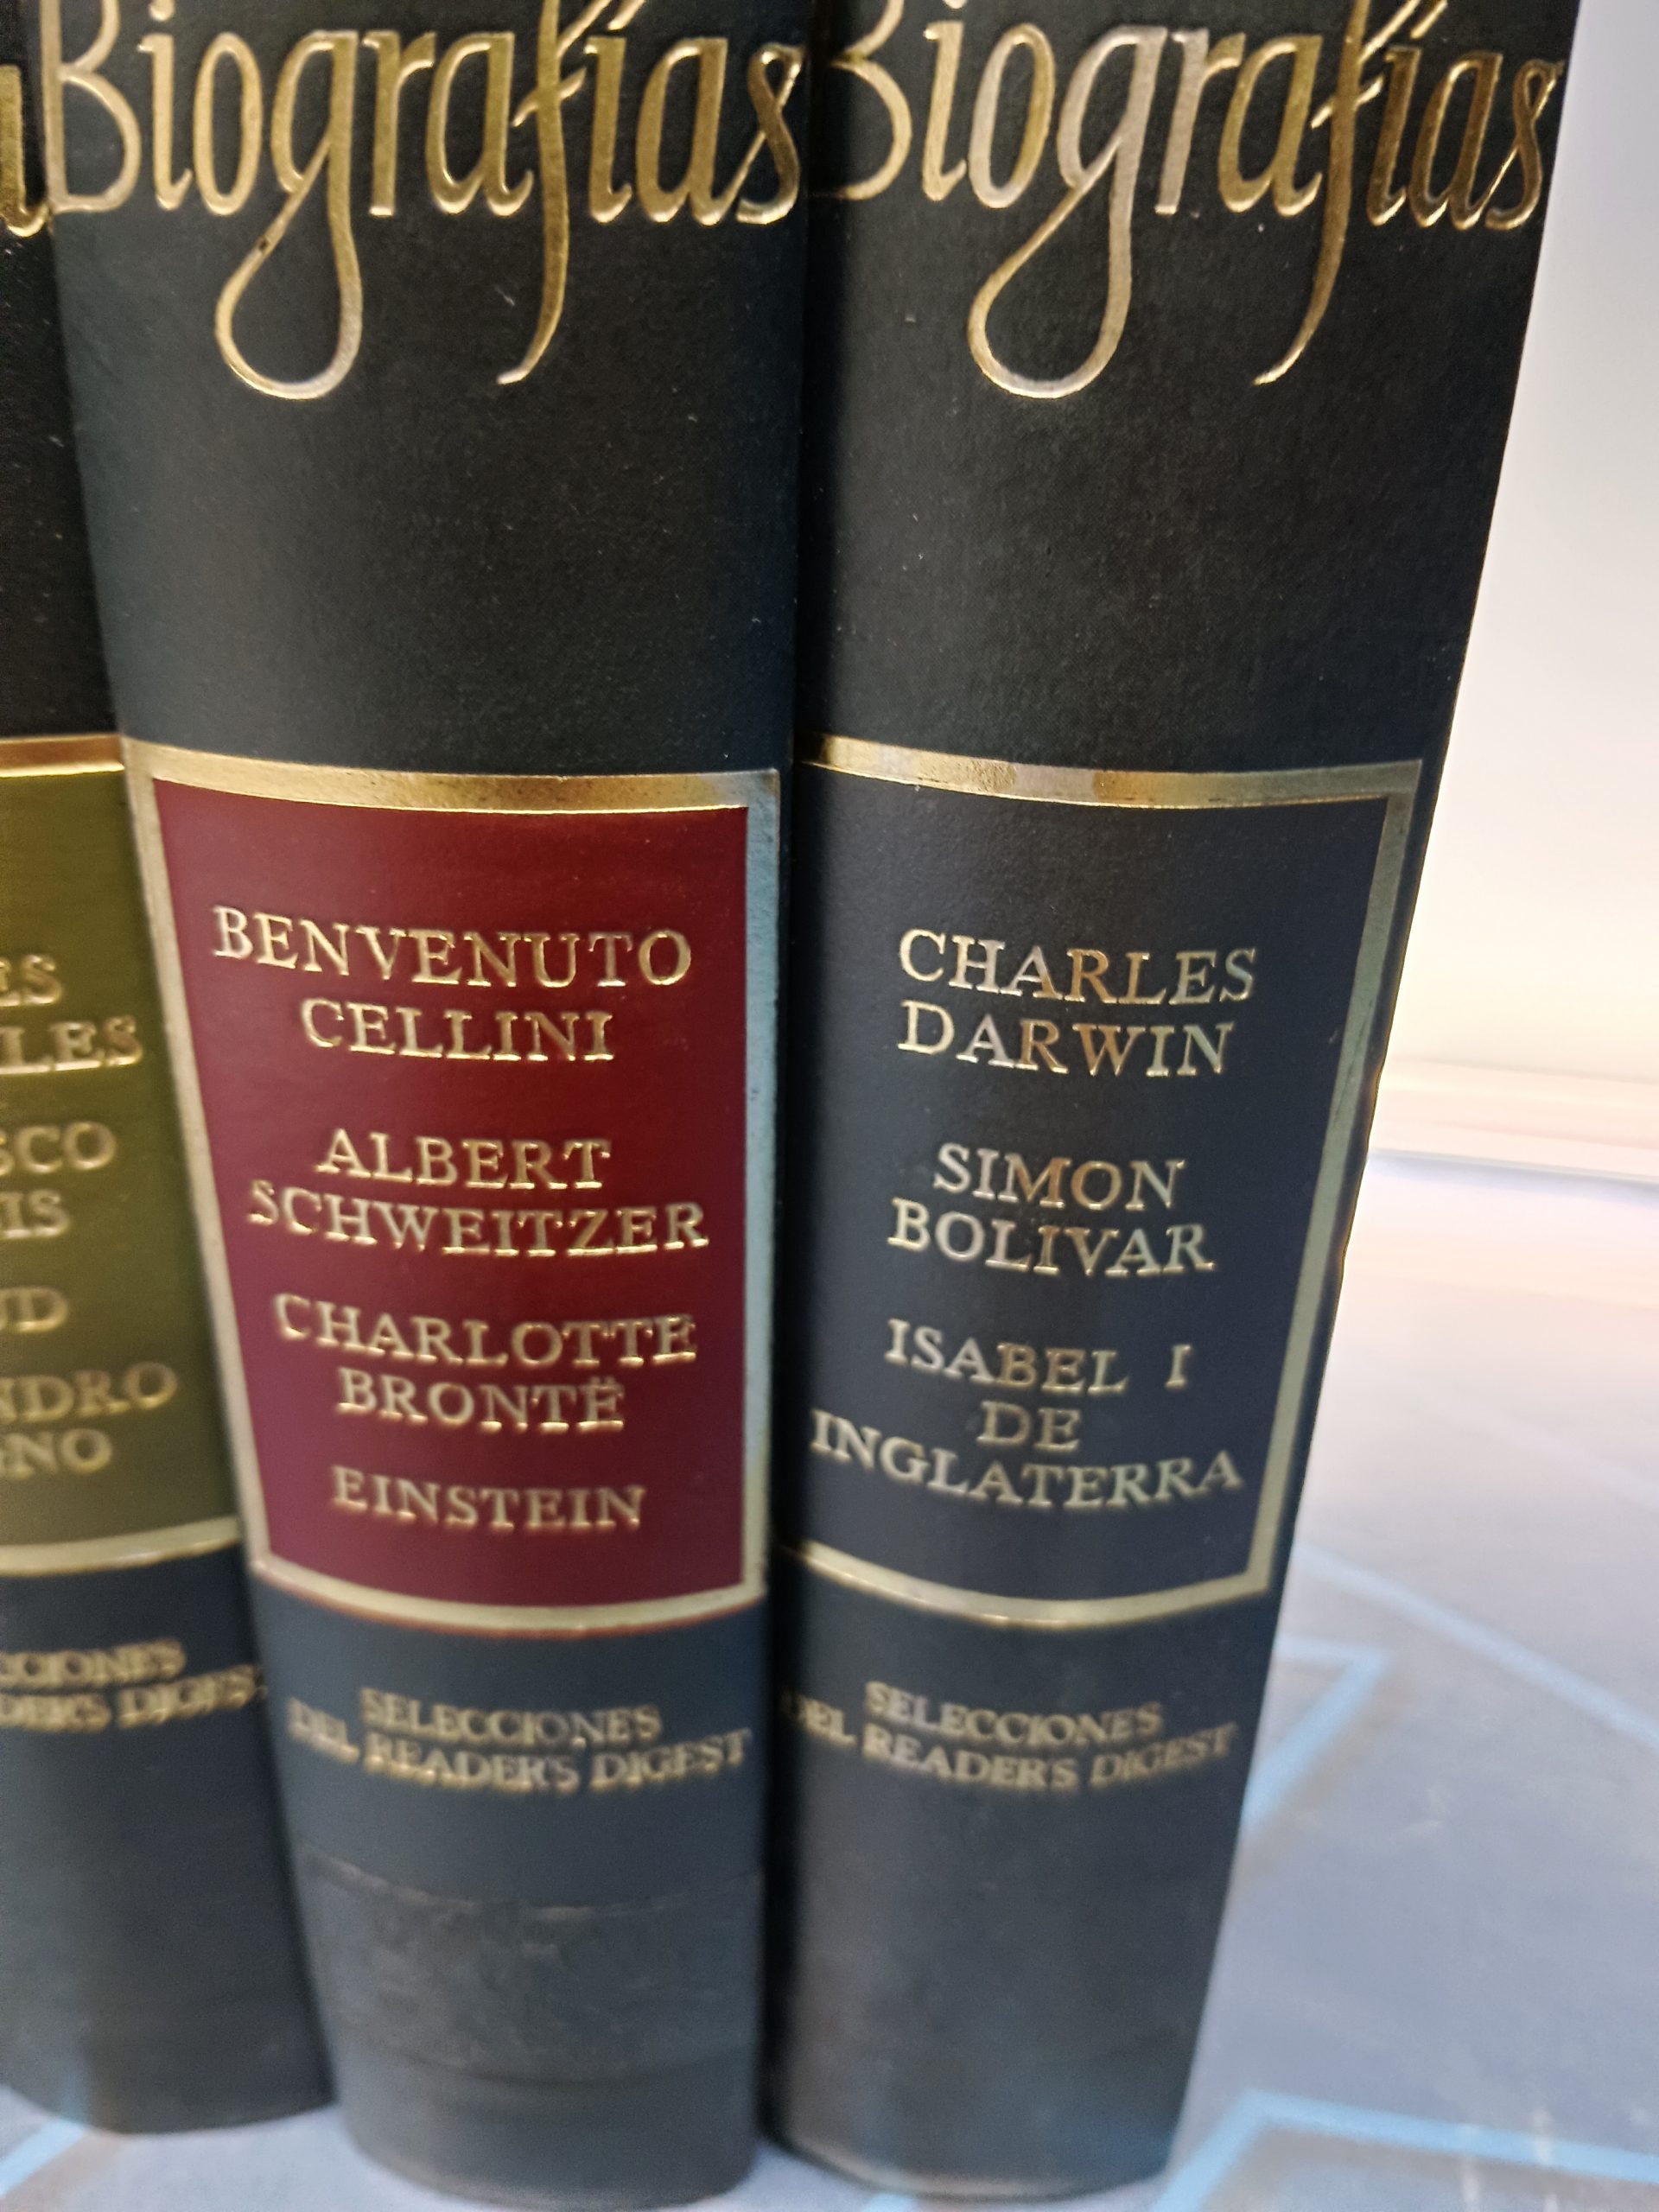 Biografías
BENVENUTO
CELLINI
ALBERT
SCHWEITZER
CHARLOTTE
BRONTË
EINSTEIN
SELECCIONES
DEL READER'S DIGEST
Biografías
CHARLES
DARWIN
SIMON
BOLIVAR
ISABEL I
DE
INGLATERRA
SELECCIONES
DEL READER'S DIGEST